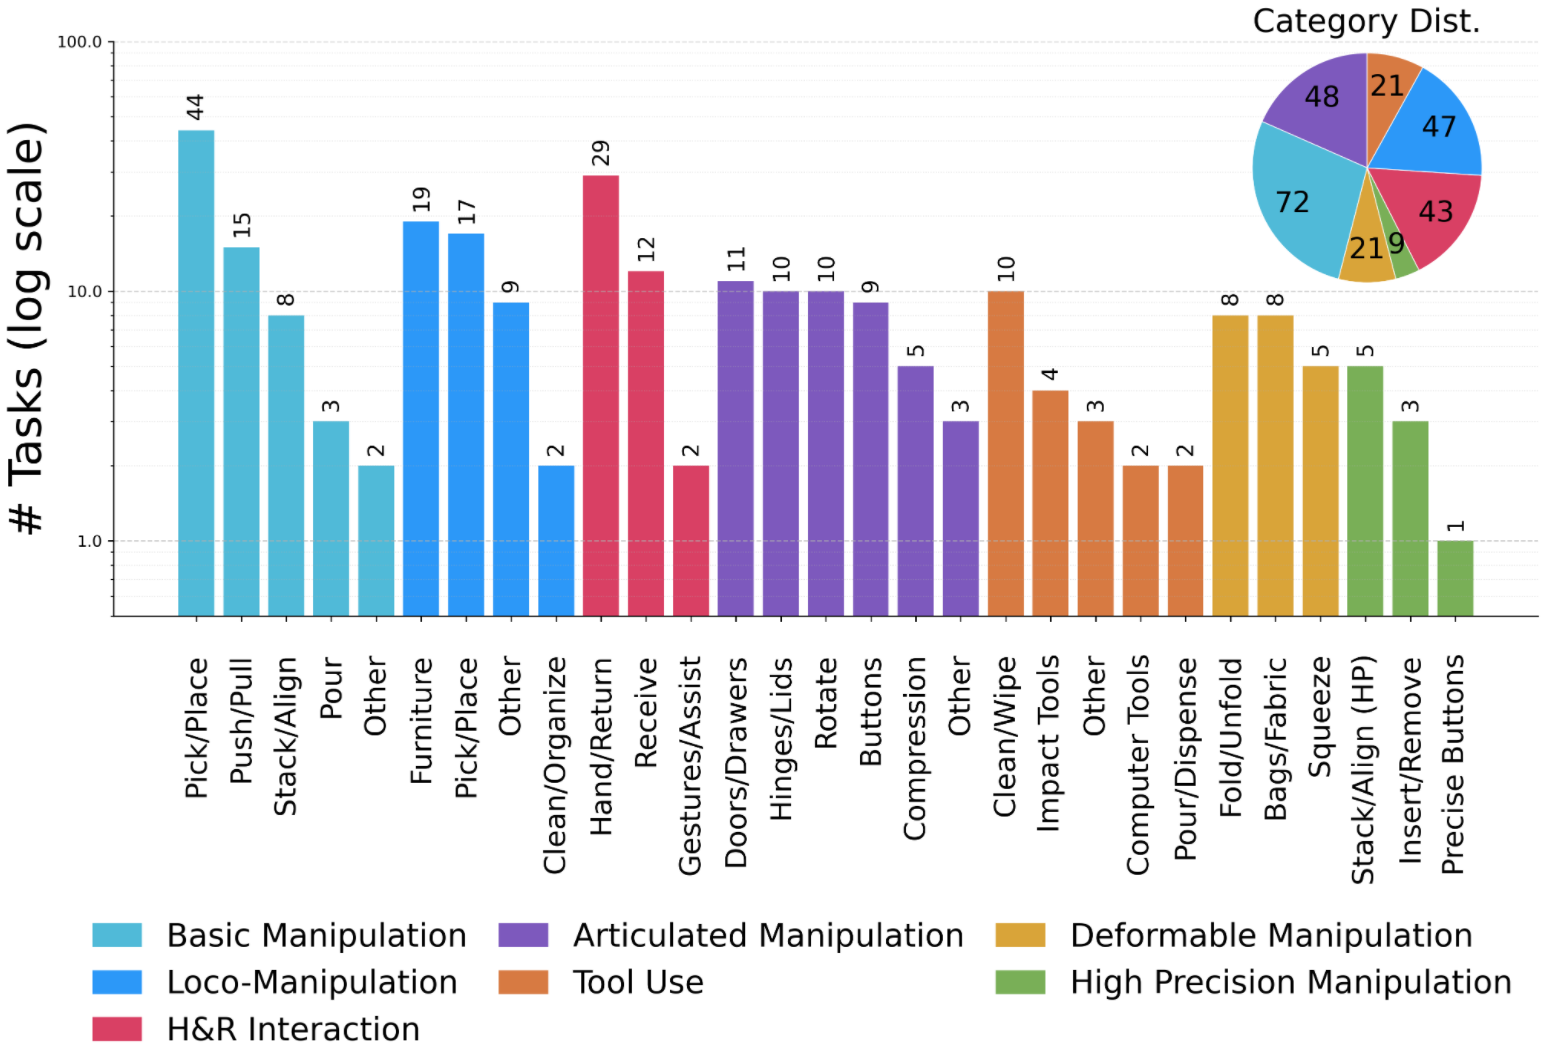 Category Dist.
21
47
43
9
21
72
48
# Tasks (log scale)
100.0
10.0
1.0
44
15
8
3
2
19
17
9
2
29
12
2
11
10
10
9
5
3
10
4
3
2
2
8
8
5
5
3
1
Pick/Place
Push/Pull
Stack/Align
Pour
Other
Furniture
Pick/Place
Other
Clean/Organize
Hand/Return
Receive
Gestures/Assist
Doors/Drawers
Hinges/Lids
Rotate
Buttons
Compression
Other
Clean/Wipe
Impact Tools
Other
Computer Tools
Pour/Dispense
Fold/Unfold
Bags/Fabric
Squeeze
Stack/Align (HP)
Insert/Remove
Precise Buttons
Basic Manipulation
Loco-Manipulation
H&R Interaction
Articulated Manipulation
Tool Use
Deformable Manipulation
High Precision Manipulation